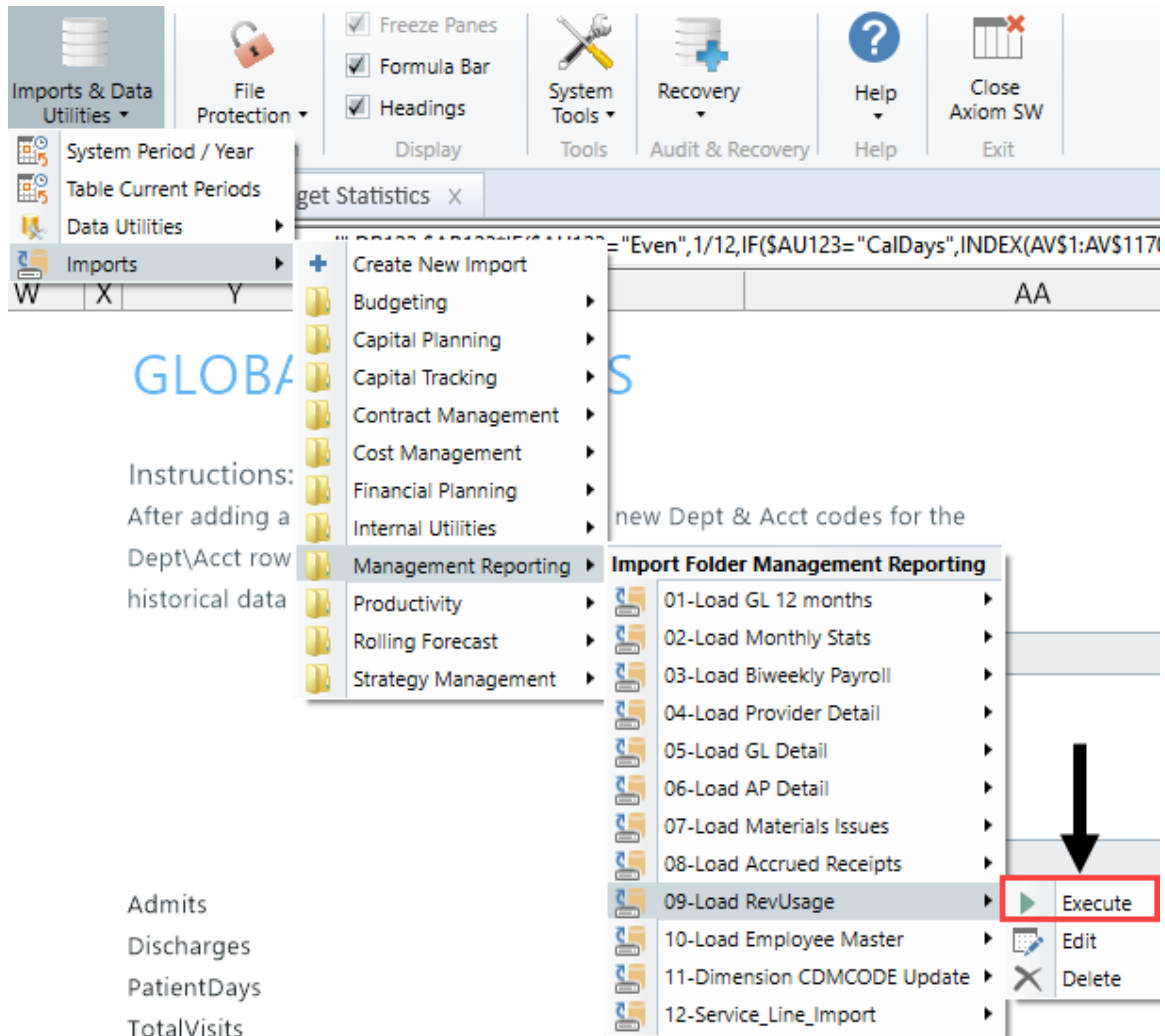 Imports & Data
Utilities
File
Protection
Freeze Panes
Formula Bar
Headings
Display
System
Tools
Tools
Recovery
Audit & Recovery
Help
Help
Close
Axiom SW
Exit
System Period / Year
Table Current Periods
Data Utilities
Imports
get Statistics X
="Even",1/12,IF($AU123="CalDays",INDEX(AV$1:AV$1170
W X Y AA
GLOBA S
Instructions:
After adding a new Dept & Acct codes for the
Dept\Acct row
historical data
Create New Import
Budgeting
Capital Planning
Capital Tracking
Contract Management
Cost Management
Financial Planning
Internal Utilities
Management Reporting
Productivity
Rolling Forecast
Strategy Management
Import Folder Management Reporting
01-Load GL 12 months
02-Load Monthly Stats
03-Load Biweekly Payroll
04-Load Provider Detail
05-Load GL Detail
06-Load AP Detail
07-Load Materials Issues
08-Load Accrued Receipts
09-Load RevUsage
10-Load Employee Master
11-Dimension CDMCODE Update
12-Service_Line_Import
Execute
Edit
Delete
Admits
Discharges
PatientDays
TotalVisits